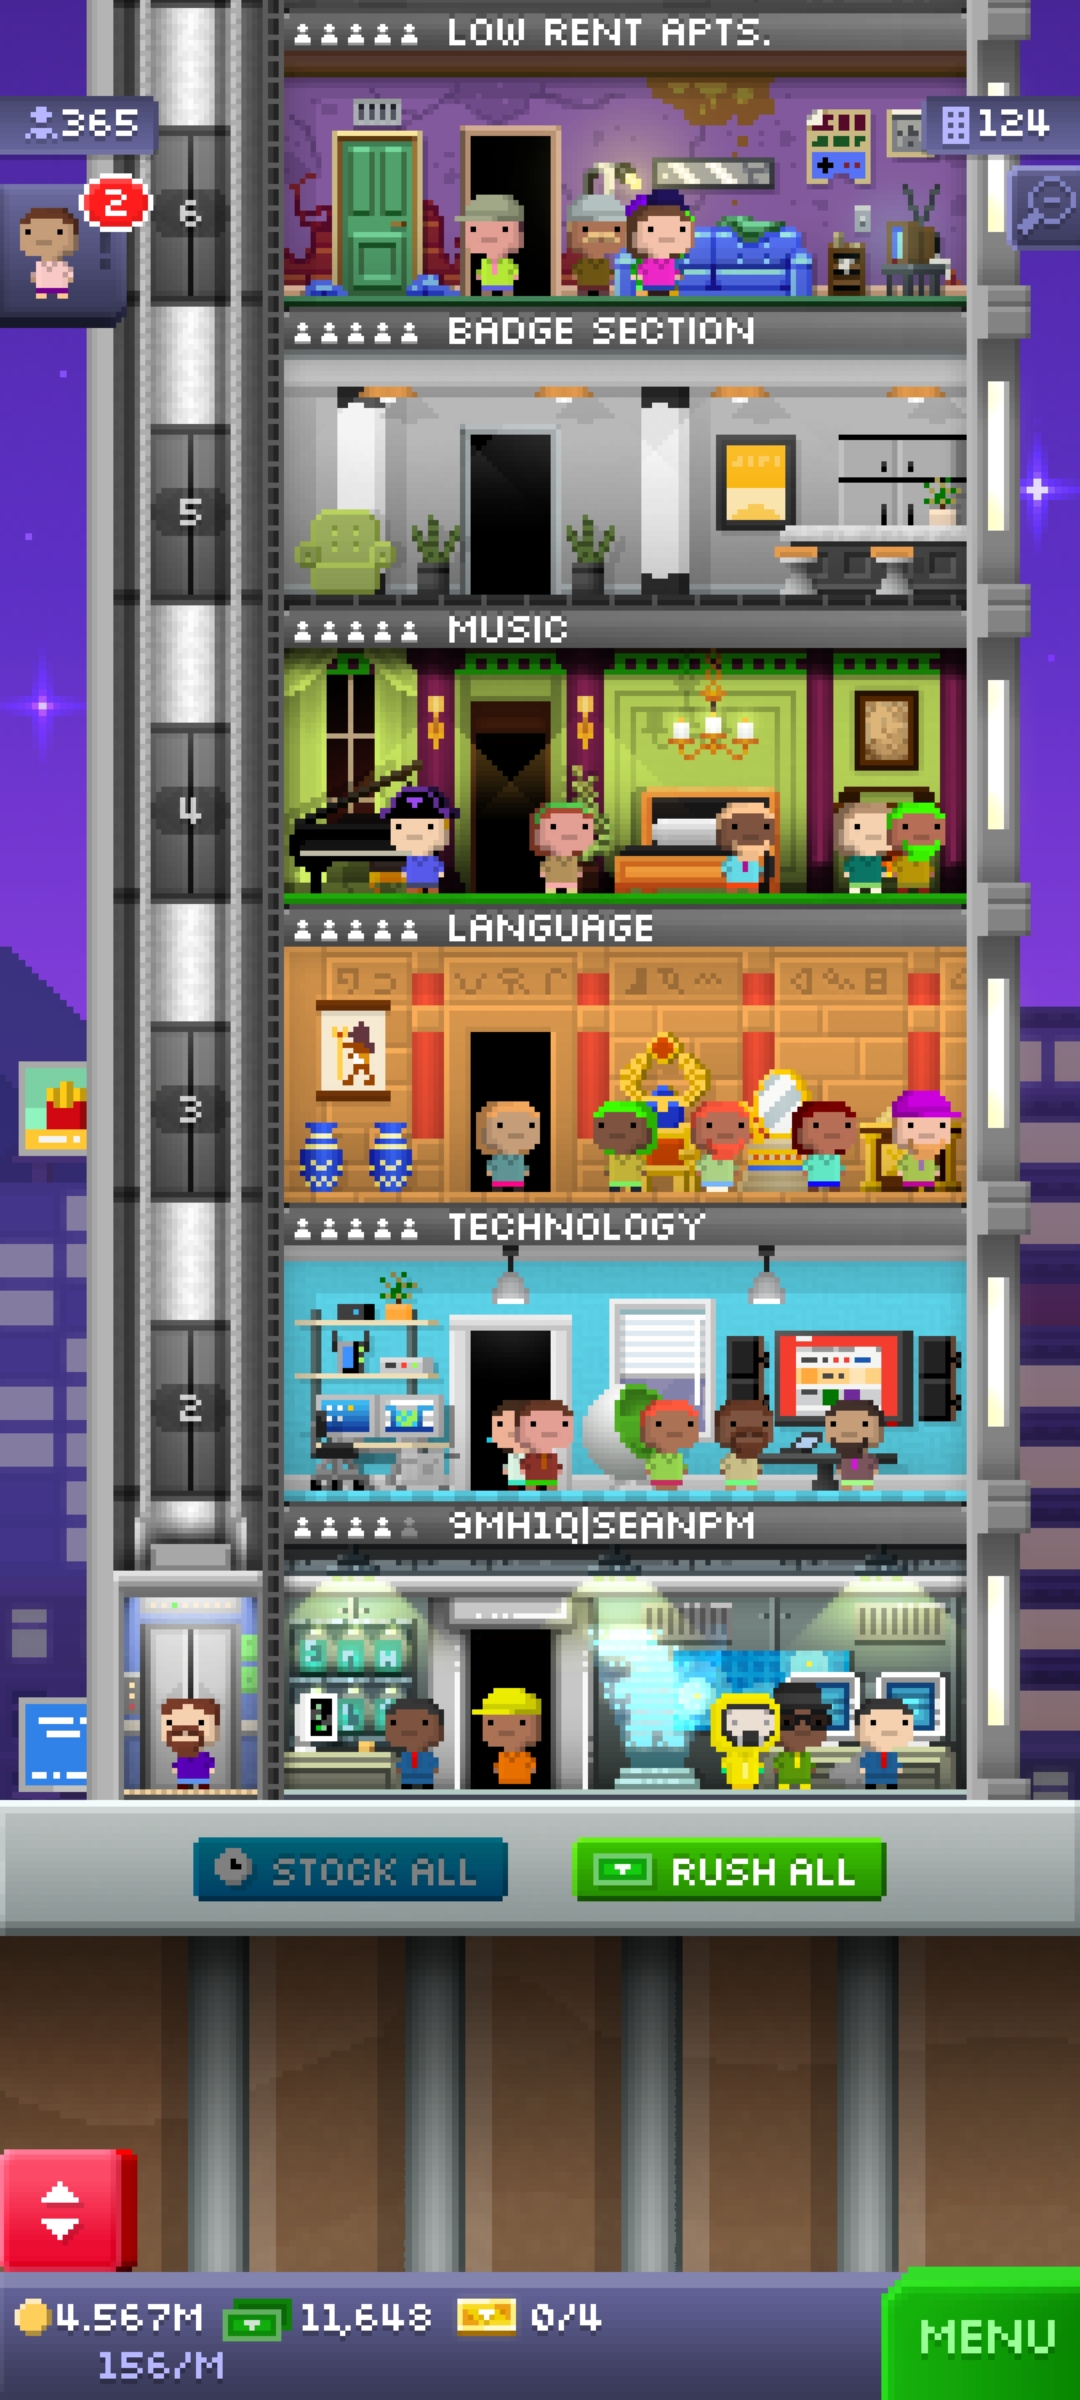 LOW RENT APTS.
365
124
2
6
BADGE SECTION
5
MUSIC
4
LANGUAGE
3
TECHNOLOGY
2
9MH1Q|SEANPM
STOCK ALL
RUSH ALL
4.567M 11,648 0/4
156/M
MENU